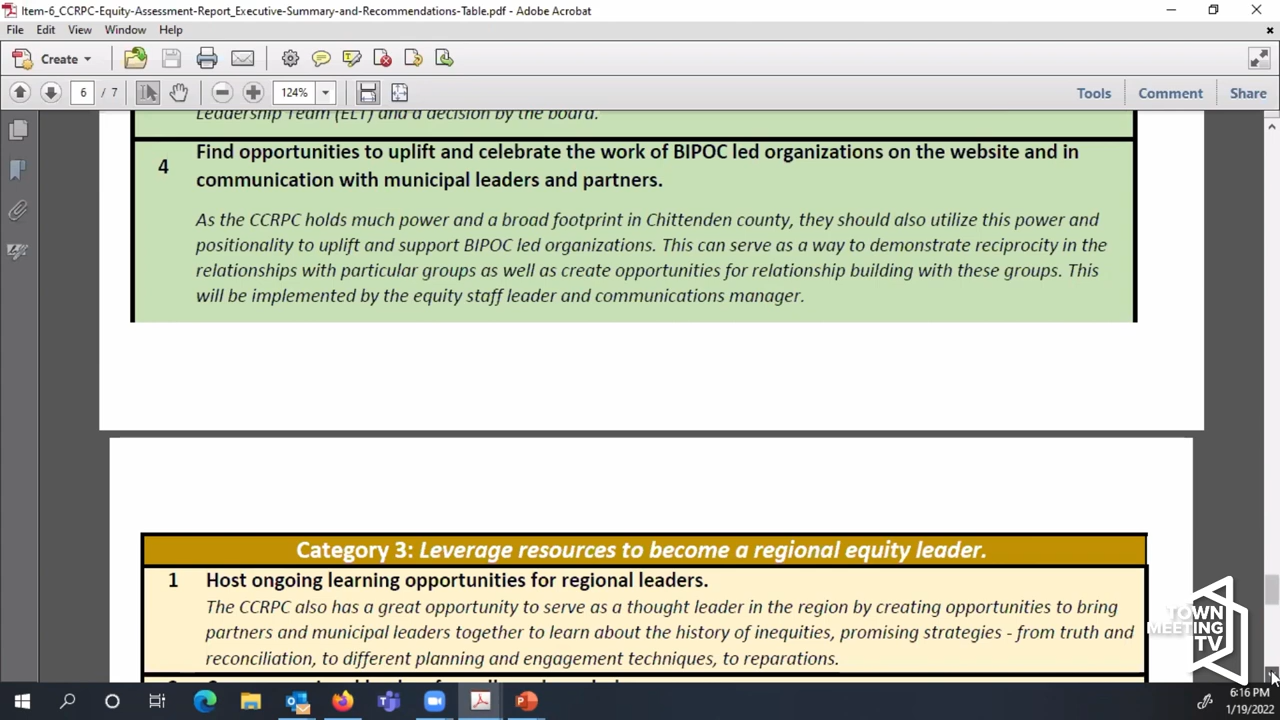 Item-6_CCRPC-Equity-Assessment-Report_Executive-Summary-and-Recommendations-Table.pdf - Adobe Acrobat
File Edit View Window Help
Create
6 / 7 124% Tools Comment Share
Leadership Team (ELT) and a decision by the board.
4 Find opportunities to uplift and celebrate the work of BIPOC led organizations on the website and in
communication with municipal leaders and partners.
As the CCRPC holds much power and a broad footprint in Chittenden county, they should also utilize this power and
positionality to uplift and support BIPOC led organizations. This can serve as a way to demonstrate reciprocity in the
relationships with particular groups as well as create opportunities for relationship building with these groups. This
will be implemented by the equity staff leader and communications manager.
Category 3: Leverage resources to become a regional equity leader.
1 Host ongoing learning opportunities for regional leaders.
The CCRPC also has a great opportunity to serve as a thought leader in the region by creating opportunities to bring
partners and municipal leaders together to learn about the history of inequities, promising strategies - from truth and
reconciliation, to different planning and engagement techniques, to reparations.
TOWN
MEETING
TV
6:16 PM
1/19/2022